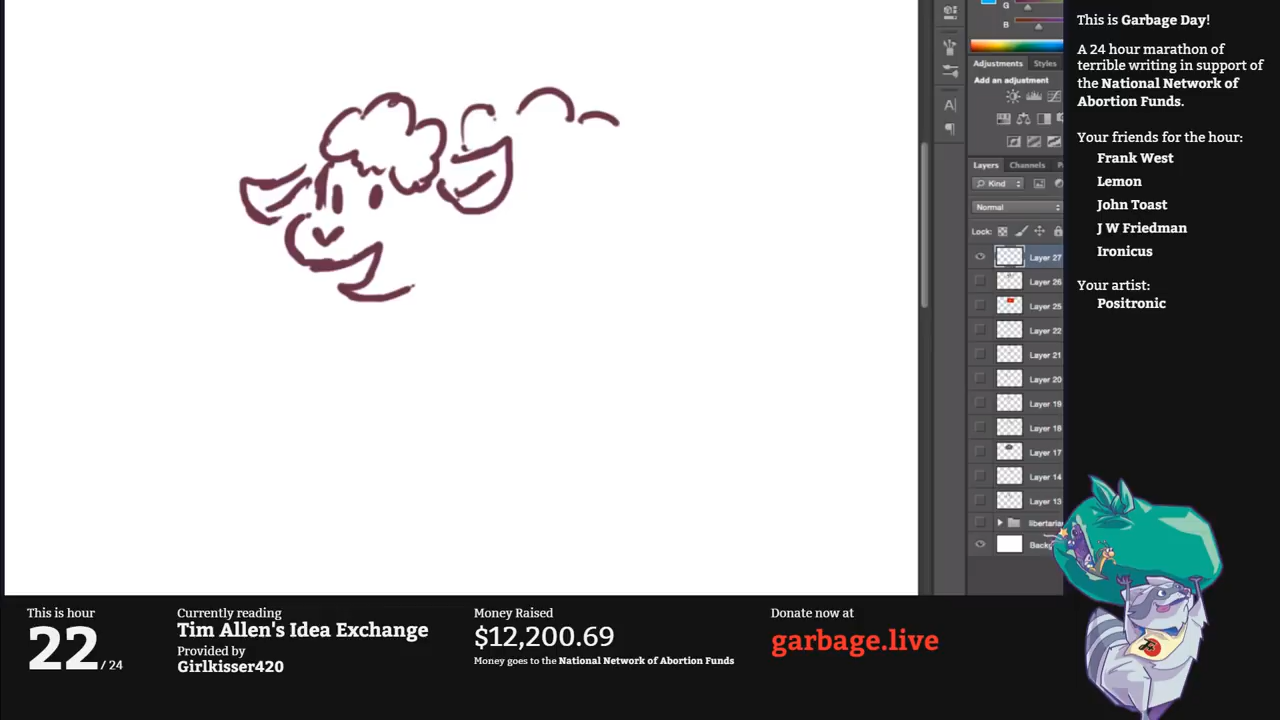 G
B
Adjustments Styles
Add an adjustment
A
Layers Channels P
Kind
Normal
Lock:
Layer 27
Layer 26
Layer 25
Layer 22
Layer 21
Layer 20
Layer 19
Layer 18
Layer 17
Layer 14
Layer 13
libertaria
Backg
This is Garbage Day!
A 24 hour marathon of
terrible writing in support of
the National Network of
Abortion Funds.
Your friends for the hour:
Frank West
Lemon
John Toast
J W Friedman
Ironicus
Your artist:
Positronic
This is hour
22 / 24
Currently reading
Tim Allen's Idea Exchange
Provided by
Girlkisser420
Money Raised
$12,200.69
Money goes to the National Network of Abortion Funds
Donate now at
garbage.live